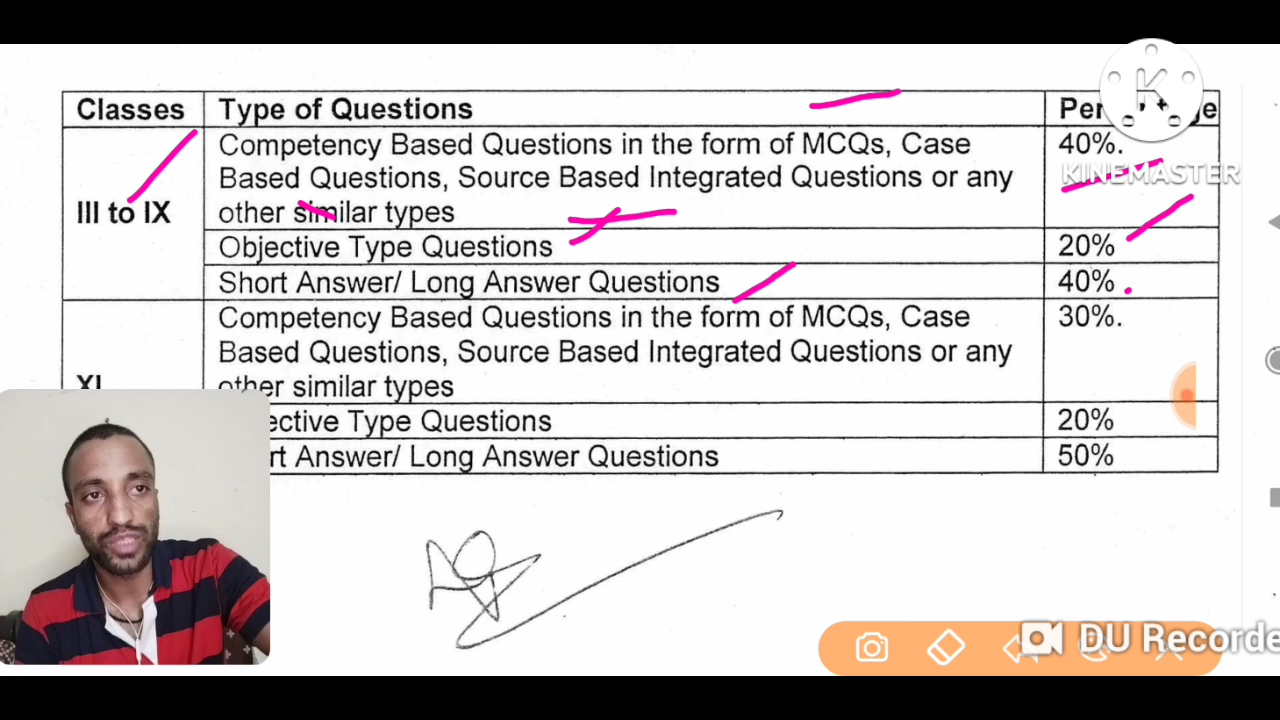 Classes Type of Questions
III to IX
Competency Based Questions in the form of MCQs, Case 40%.
Based Questions, Source Based Integrated Questions or any
other similar types
Objective Type Questions 20%
Short Answer/ Long Answer Questions 40%
XI
Competency Based Questions in the form of MCQs, Case 30%.
Based Questions, Source Based Integrated Questions or any
other similar types
ective Type Questions 20%
rt Answer/ Long Answer Questions 50%
K
KINEMASTER
DU Recorde